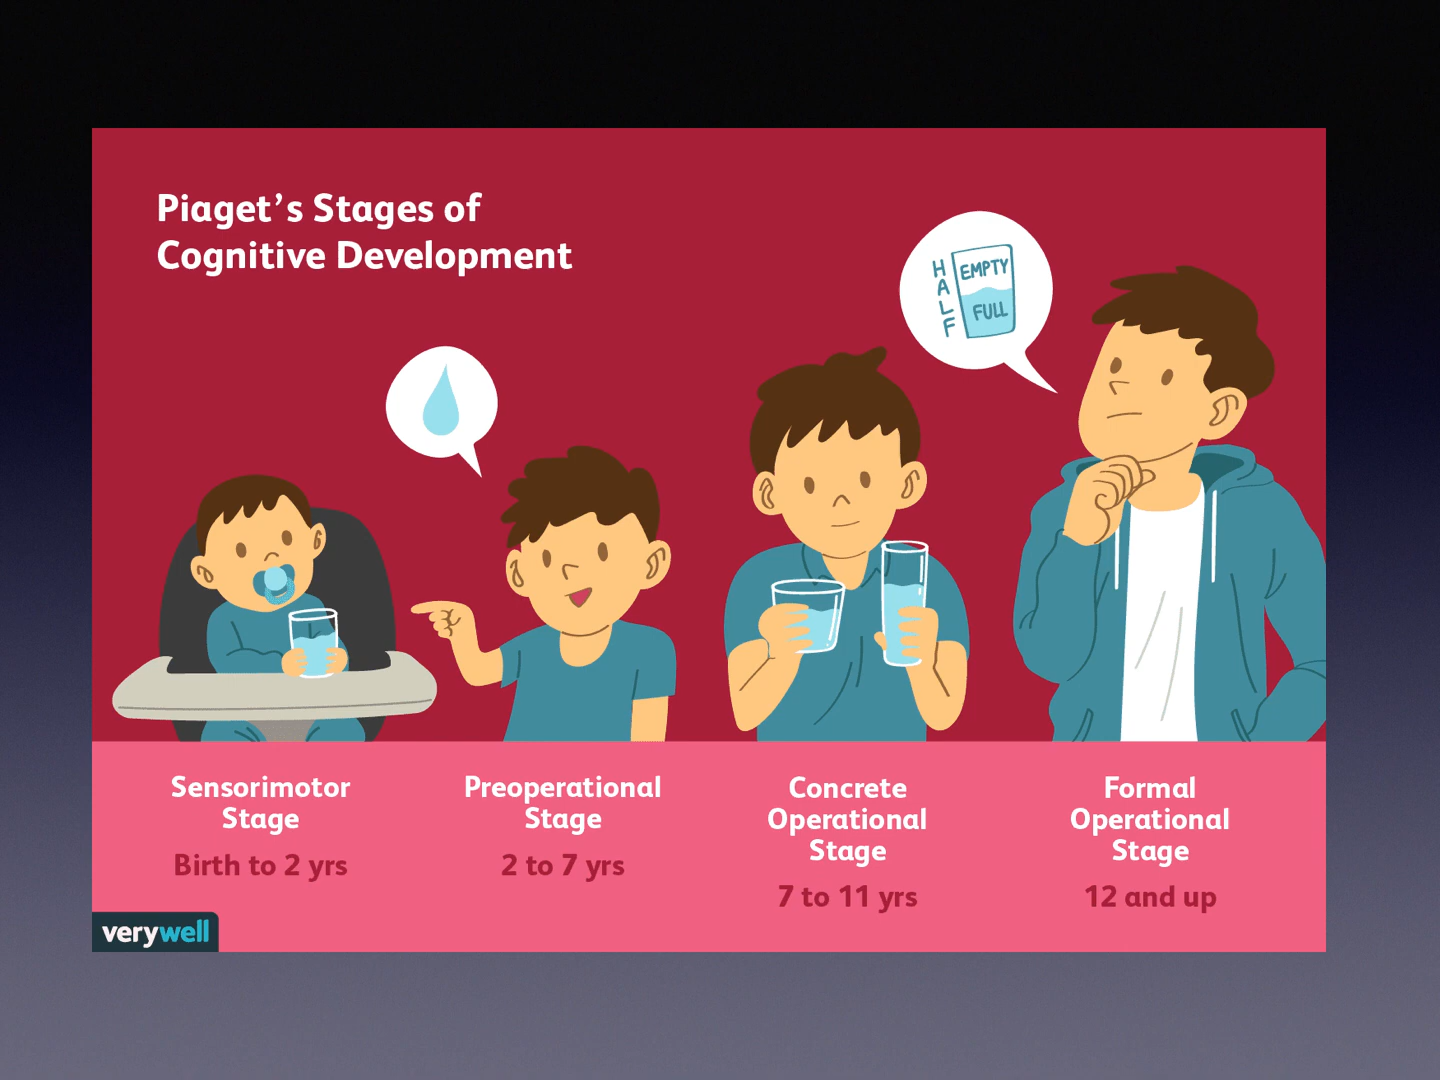 Piaget's Stages of
Cognitive Development
HALF
EMPTY
FULL
Sensorimotor
Stage
Birth to 2 yrs
Preoperational
Stage
2 to 7 yrs
Concrete
Operational
Stage
7 to 11 yrs
Formal
Operational
Stage
12 and up
verywell